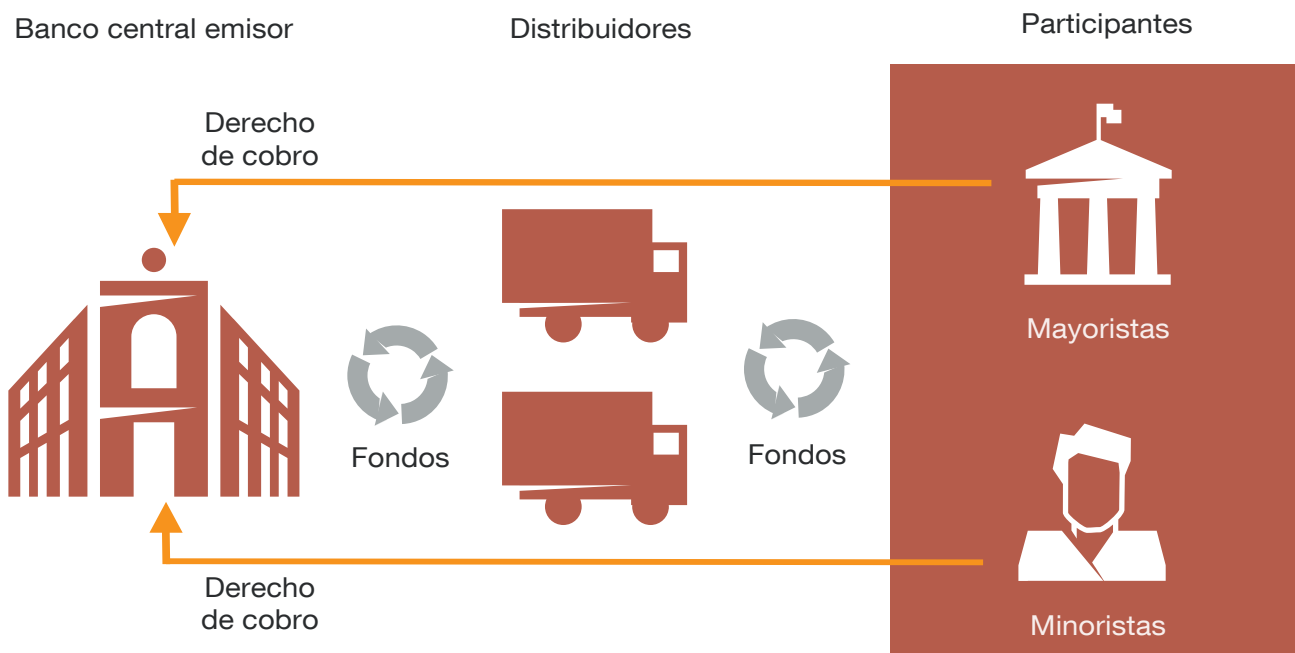 Banco central emisor
Distribuidores
Participantes
Derecho
de cobro
Mayoristas
Fondos
Fondos
Derecho
de cobro
Minoristas